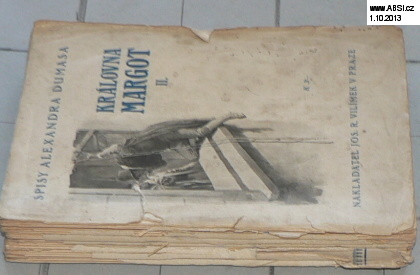 www.ABSi.cz
1.10.2013
SPISY ALEXANDRA DUMASA
KRÁLOVNA
MARGOT
II.
NAKLADATEL JOS. R. VILÍMEK V PRAZE